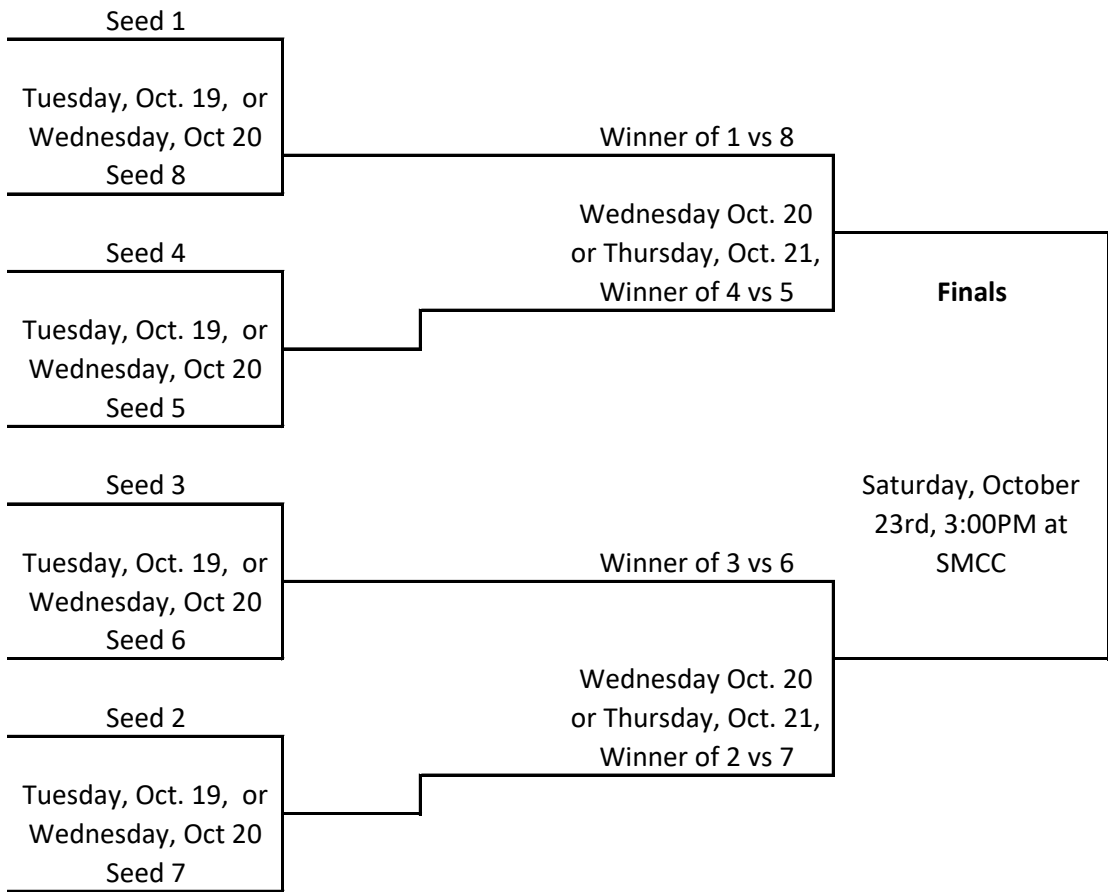 Seed 1
Tuesday, Oct. 19,  or
Wednesday, Oct 20
Seed 8
Seed 4
Tuesday, Oct. 19,  or
Wednesday, Oct 20
Seed 5
Seed 3
Tuesday, Oct. 19,  or
Wednesday, Oct 20
Seed 6
Seed 2
Tuesday, Oct. 19,  or
Wednesday, Oct 20
Seed 7
Winner of 1 vs 8
Wednesday Oct. 20
or Thursday, Oct. 21,
Winner of 4 vs 5
Winner of 3 vs 6
Wednesday Oct. 20
or Thursday, Oct. 21,
Winner of 2 vs 7
Finals
Saturday, October
23rd, 3:00PM at
SMCC